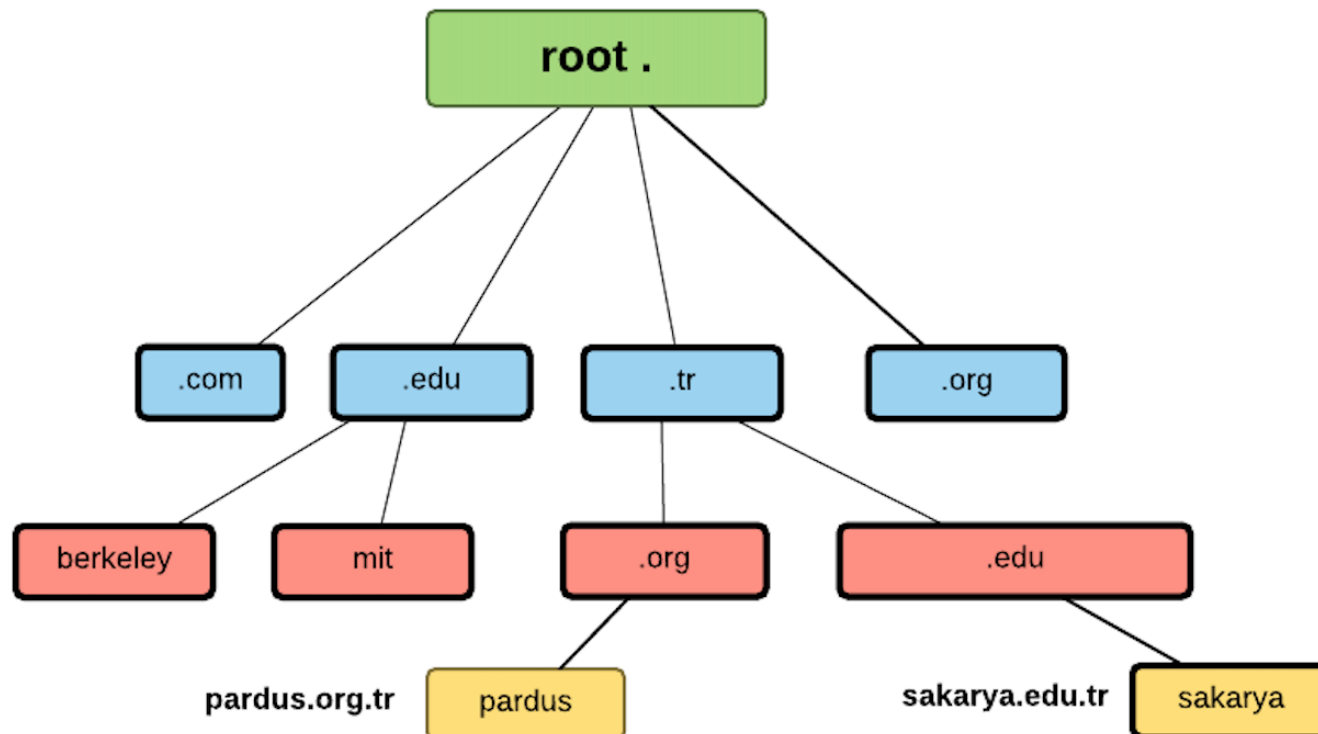 root .
.com
.edu
.tr
.org
berkeley
mit
.org
.edu
pardus.org.tr
pardus
sakarya.edu.tr
sakarya